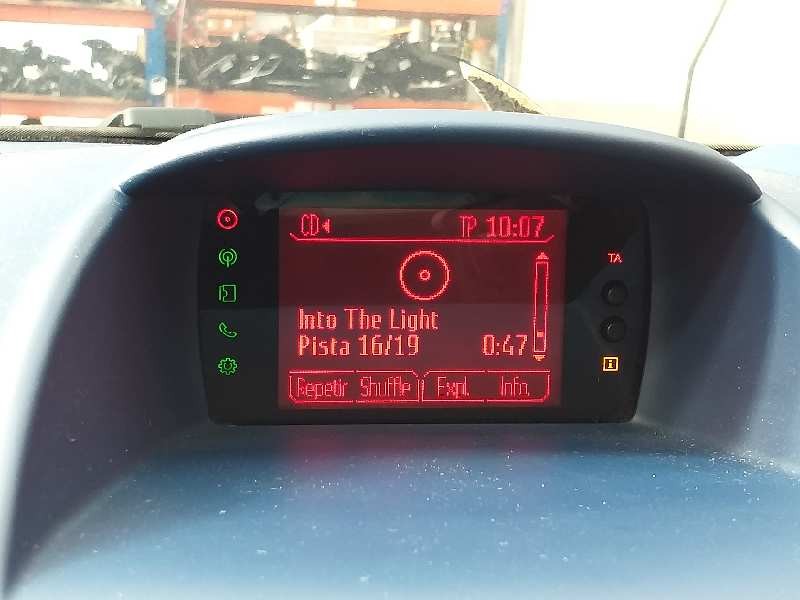 CD
TP 10:07
TA
Into The Light
Pista 16/19 0:47
i
Repetir Shuffle Expl. Info.